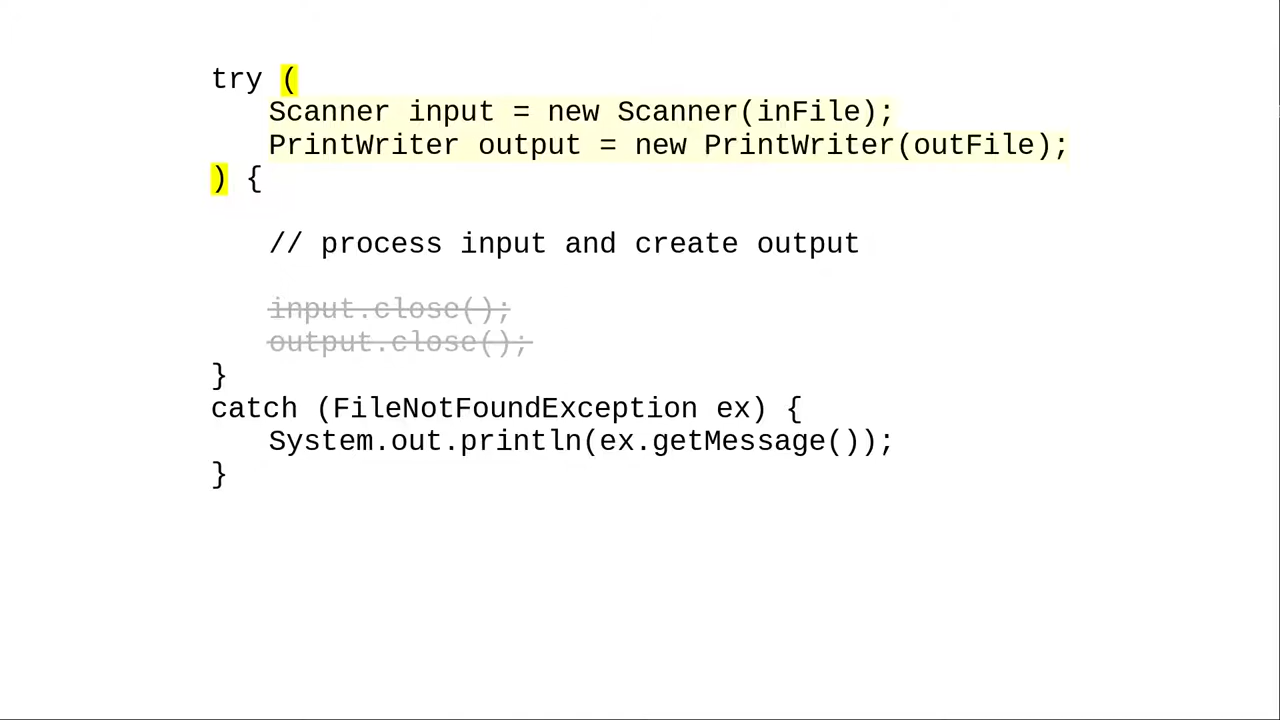 try (
Scanner input = new Scanner(inFile);
PrintWriter output = new PrintWriter(outFile);
) {
// process input and create output
input.close();
output.close();
}
catch (FileNotFoundException ex) {
System.out.println(ex.getMessage());
}